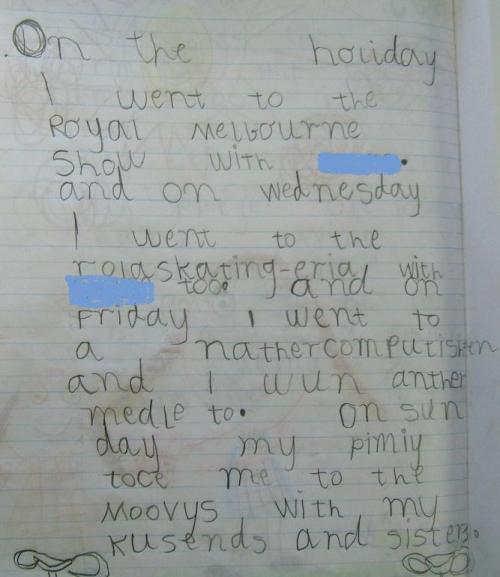 On the holiday
I went to the
Royal Melbourne
Show with .
and on wednesday
I went to the
rolaskating-eria with
too. and on
Friday I went to
a nathercomputishen
and I wun anther
medle to. on sun
day my pimiy
toce me to the
Moovys with my
kusends and sisters.